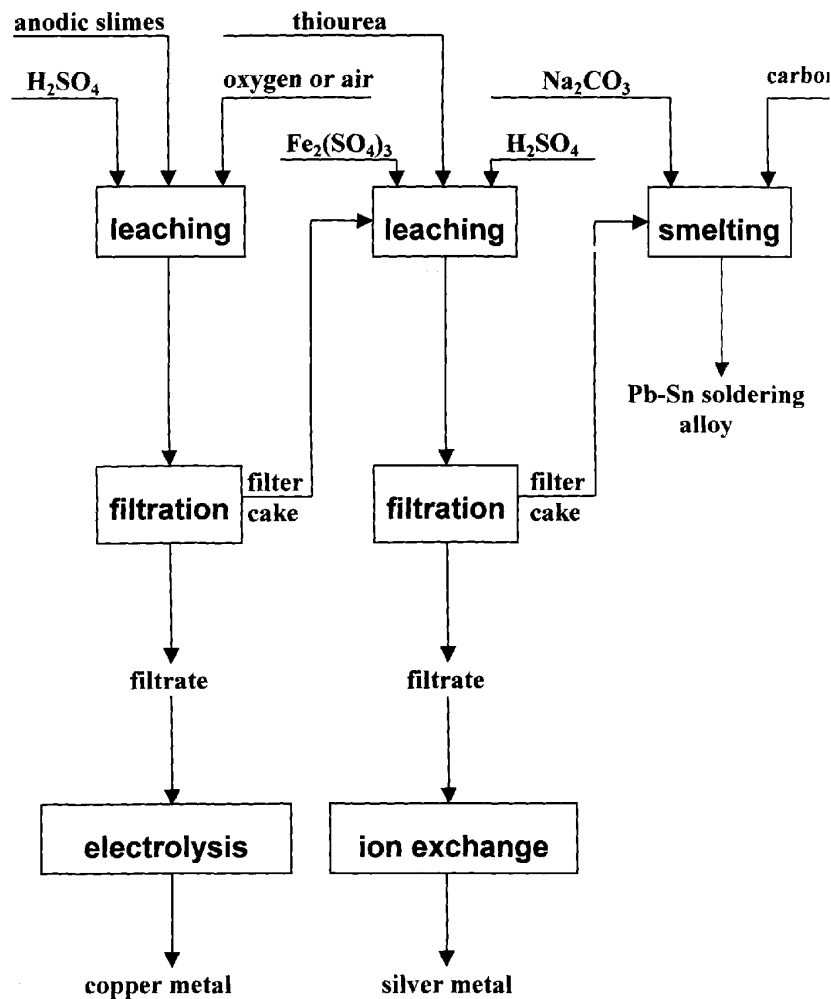 anodic slimes
thiourea
H₂SO₄
oxygen or air
Na₂CO₃
Fe₂(SO₄)₃
H₂SO₄
leaching
leaching
smelting
Pb-Sn soldering
alloy
filter
cake
filter
cake
filtration
filtration
filtrate
filtrate
electrolysis
ion exchange
copper metal
silver metal